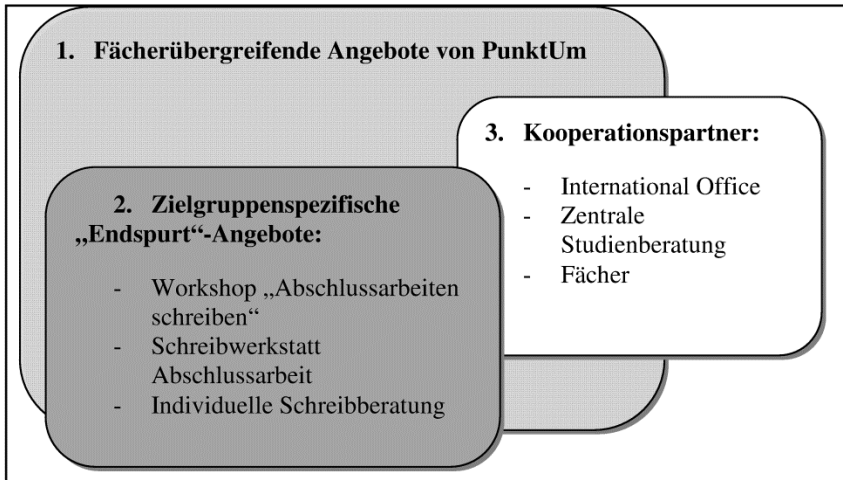 1. Fächerübergreifende Angebote von PunktUm
2. Zielgruppenspezifische
„Endspurt“-Angebote:
- Workshop „Abschlussarbeiten
schreiben“
- Schreibwerkstatt
Abschlussarbeit
- Individuelle Schreibberatung
3. Kooperationspartner:
- International Office
- Zentrale
Studienberatung
- Fächer